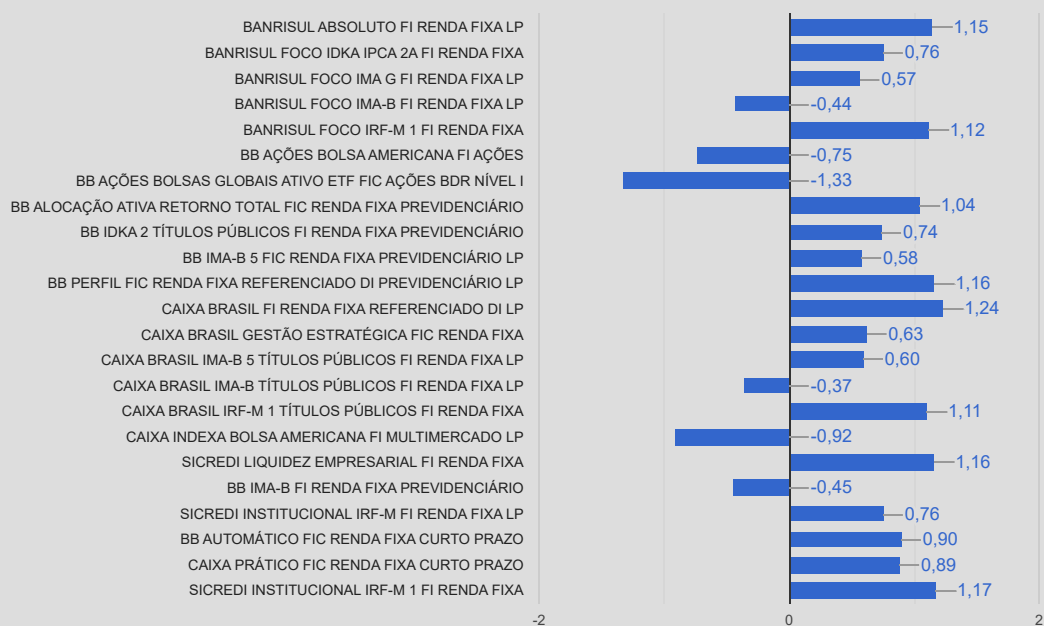 BANRISUL ABSOLUTO FI RENDA FIXA LP 1,15
BANRISUL FOCO IDKA IPCA 2A FI RENDA FIXA 0,76
BANRISUL FOCO IMA G FI RENDA FIXA LP 0,57
BANRISUL FOCO IMA-B FI RENDA FIXA LP -0,44
BANRISUL FOCO IRF-M 1 FI RENDA FIXA 1,12
BB AÇÕES BOLSA AMERICANA FI AÇÕES -0,75
BB AÇÕES BOLSAS GLOBAIS ATIVO ETF FIC AÇÕES BDR NÍVEL I -1,33
BB ALOCAÇÃO ATIVA RETORNO TOTAL FIC RENDA FIXA PREVIDENCIÁRIO 1,04
BB IDKA 2 TÍTULOS PÚBLICOS FI RENDA FIXA PREVIDENCIÁRIO 0,74
BB IMA-B 5 FIC RENDA FIXA PREVIDENCIÁRIO LP 0,58
BB PERFIL FIC RENDA FIXA REFERENCIADO DI PREVIDENCIÁRIO LP 1,16
CAIXA BRASIL FI RENDA FIXA REFERENCIADO DI LP 1,24
CAIXA BRASIL GESTÃO ESTRATÉGICA FIC RENDA FIXA 0,63
CAIXA BRASIL IMA-B 5 TÍTULOS PÚBLICOS FI RENDA FIXA LP 0,60
CAIXA BRASIL IMA-B TÍTULOS PÚBLICOS FI RENDA FIXA LP -0,37
CAIXA BRASIL IRF-M 1 TÍTULOS PÚBLICOS FI RENDA FIXA 1,11
CAIXA INDEXA BOLSA AMERICANA FI MULTIMERCADO LP -0,92
SICREDI LIQUIDEZ EMPRESARIAL FI RENDA FIXA 1,16
BB IMA-B FI RENDA FIXA PREVIDENCIÁRIO -0,45
SICREDI INSTITUCIONAL IRF-M FI RENDA FIXA LP 0,76
BB AUTOMÁTICO FIC RENDA FIXA CURTO PRAZO 0,90
CAIXA PRÁTICO FIC RENDA FIXA CURTO PRAZO 0,89
SICREDI INSTITUCIONAL IRF-M 1 FI RENDA FIXA 1,17
-2 0 2